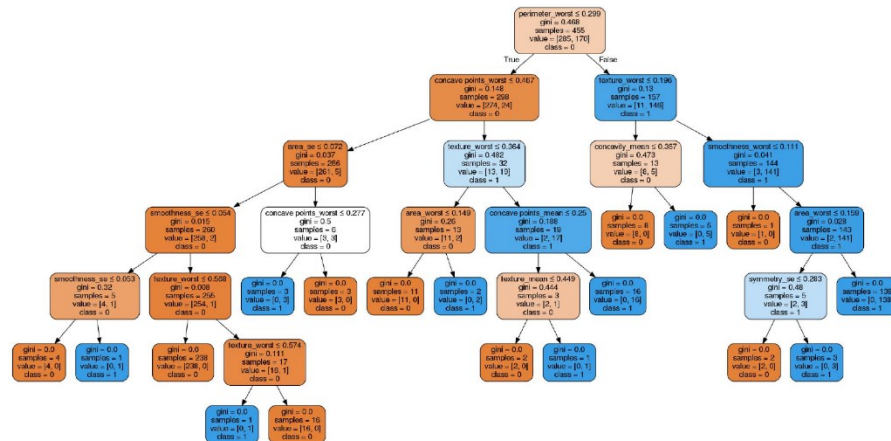 perimeter_worst ≤ 0.299
gini = 0.468
samples = 455
value = [285, 170]
class = 0
True
False
concave points_worst ≤ 0.467
gini = 0.148
samples = 298
value = [274, 24]
class = 0
texture_worst ≤ 0.196
gini = 0.13
samples = 157
value = [11, 146]
class = 1
area_se ≤ 0.072
gini = 0.037
samples = 266
value = [261, 5]
class = 0
texture_worst ≤ 0.364
gini = 0.482
samples = 32
value = [13, 19]
class = 1
concavity_mean ≤ 0.357
gini = 0.473
samples = 13
value = [8, 5]
class = 0
smoothness_worst ≤ 0.111
gini = 0.041
samples = 144
value = [3, 141]
class = 1
smoothness_se ≤ 0.054
gini = 0.015
samples = 260
value = [258, 2]
class = 0
concave points_worst ≤ 0.277
gini = 0.5
samples = 6
value = [3, 3]
class = 0
area_worst ≤ 0.149
gini = 0.26
samples = 13
value = [11, 2]
class = 0
concave points_mean ≤ 0.25
gini = 0.188
samples = 19
value = [2, 17]
class = 1
gini = 0.0
samples = 8
value = [8, 0]
class = 0
gini = 0.0
samples = 5
value = [0, 5]
class = 1
gini = 0.0
samples = 1
value = [1, 0]
class = 0
area_worst ≤ 0.159
gini = 0.028
samples = 143
value = [2, 141]
class = 1
smoothness_se ≤ 0.053
gini = 0.32
samples = 5
value = [4, 1]
class = 0
texture_worst ≤ 0.568
gini = 0.008
samples = 255
value = [254, 1]
class = 0
gini = 0.0
samples = 3
value = [0, 3]
class = 1
gini = 0.0
samples = 3
value = [3, 0]
class = 0
gini = 0.0
samples = 11
value = [11, 0]
class = 0
gini = 0.0
samples = 2
value = [0, 2]
class = 1
texture_mean ≤ 0.449
gini = 0.444
samples = 3
value = [2, 1]
class = 0
gini = 0.0
samples = 16
value = [0, 16]
class = 1
symmetry_se ≤ 0.283
gini = 0.48
samples = 5
value = [2, 3]
class = 1
gini = 0.0
samples = 138
value = [0, 138]
class = 1
gini = 0.0
samples = 4
value = [4, 0]
class = 0
gini = 0.0
samples = 1
value = [0, 1]
class = 1
gini = 0.0
samples = 238
value = [238, 0]
class = 0
texture_worst ≤ 0.574
gini = 0.111
samples = 17
value = [16, 1]
class = 0
gini = 0.0
samples = 2
value = [2, 0]
class = 0
gini = 0.0
samples = 1
value = [0, 1]
class = 1
gini = 0.0
samples = 2
value = [2, 0]
class = 0
gini = 0.0
samples = 3
value = [0, 3]
class = 1
gini = 0.0
samples = 1
value = [0, 1]
class = 1
gini = 0.0
samples = 16
value = [16, 0]
class = 0